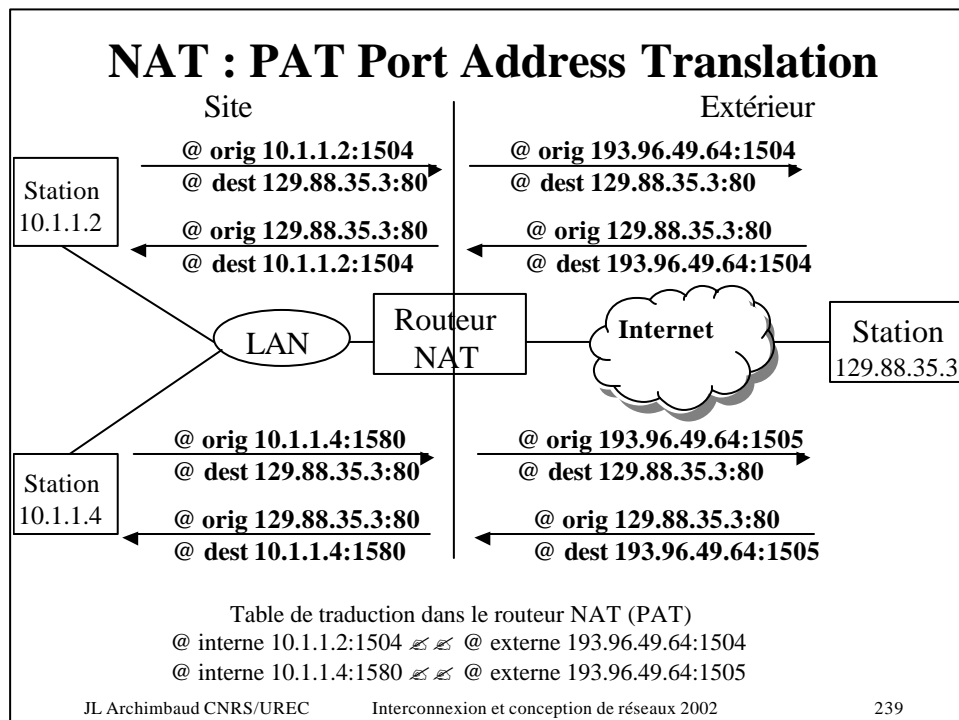 NAT : PAT Port Address Translation
Site
Extérieur
@ orig 10.1.1.2:1504
@ dest 129.88.35.3:80
@ orig 193.96.49.64:1504
@ dest 129.88.35.3:80
Station
10.1.1.2
@ orig 129.88.35.3:80
@ dest 10.1.1.2:1504
@ orig 129.88.35.3:80
@ dest 193.96.49.64:1504
LAN
Routeur
NAT
Internet
Station
129.88.35.3
@ orig 10.1.1.4:1580
@ dest 129.88.35.3:80
@ orig 193.96.49.64:1505
@ dest 129.88.35.3:80
Station
10.1.1.4
@ orig 129.88.35.3:80
@ dest 10.1.1.4:1580
@ orig 129.88.35.3:80
@ dest 193.96.49.64:1505
Table de traduction dans le routeur NAT (PAT)
@ interne 10.1.1.2:1504 ✍✍ @ externe 193.96.49.64:1504
@ interne 10.1.1.4:1580 ✍✍ @ externe 193.96.49.64:1505
JL Archimbaud CNRS/UREC
Interconnexion et conception de réseaux 2002
239